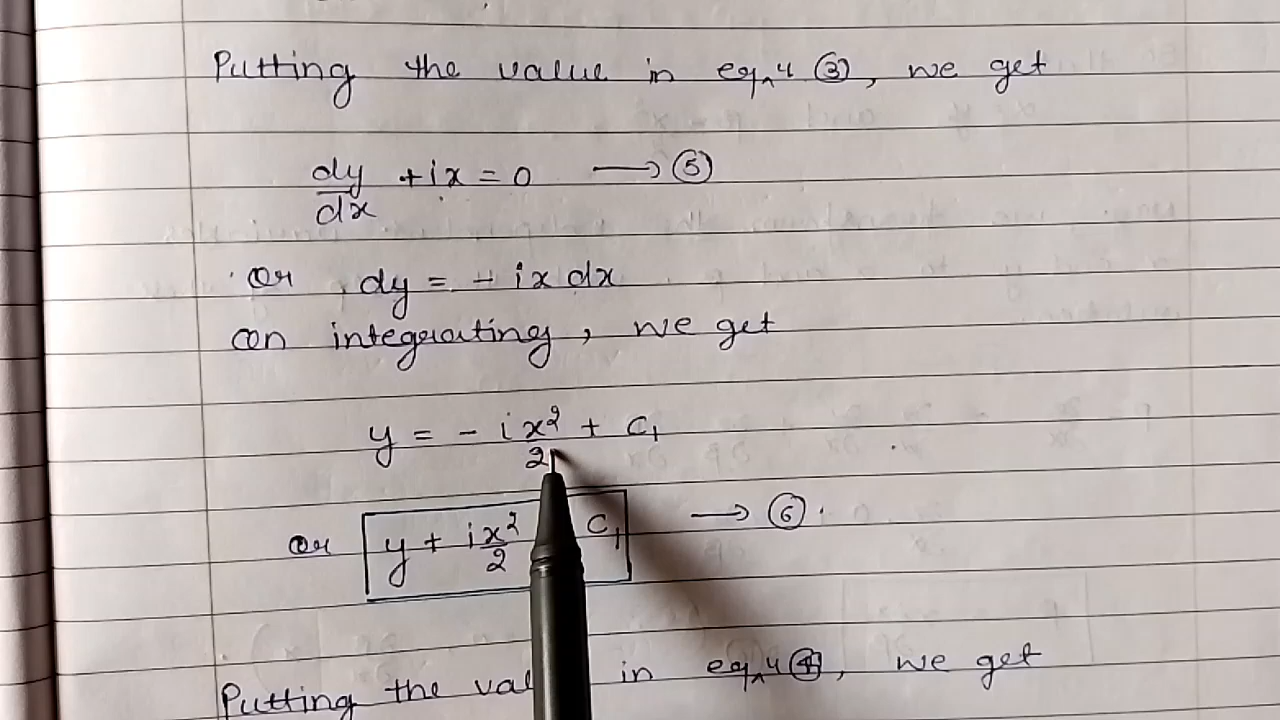 Putting the value in eqn (3), we get
dy/dx + ix = 0 → (5)
or, dy = - ix dx
on integrating, we get
y = - ix²/2 + C₁
or y + ix²/2 C₁ → (6).
Putting the in eqn (4), we get